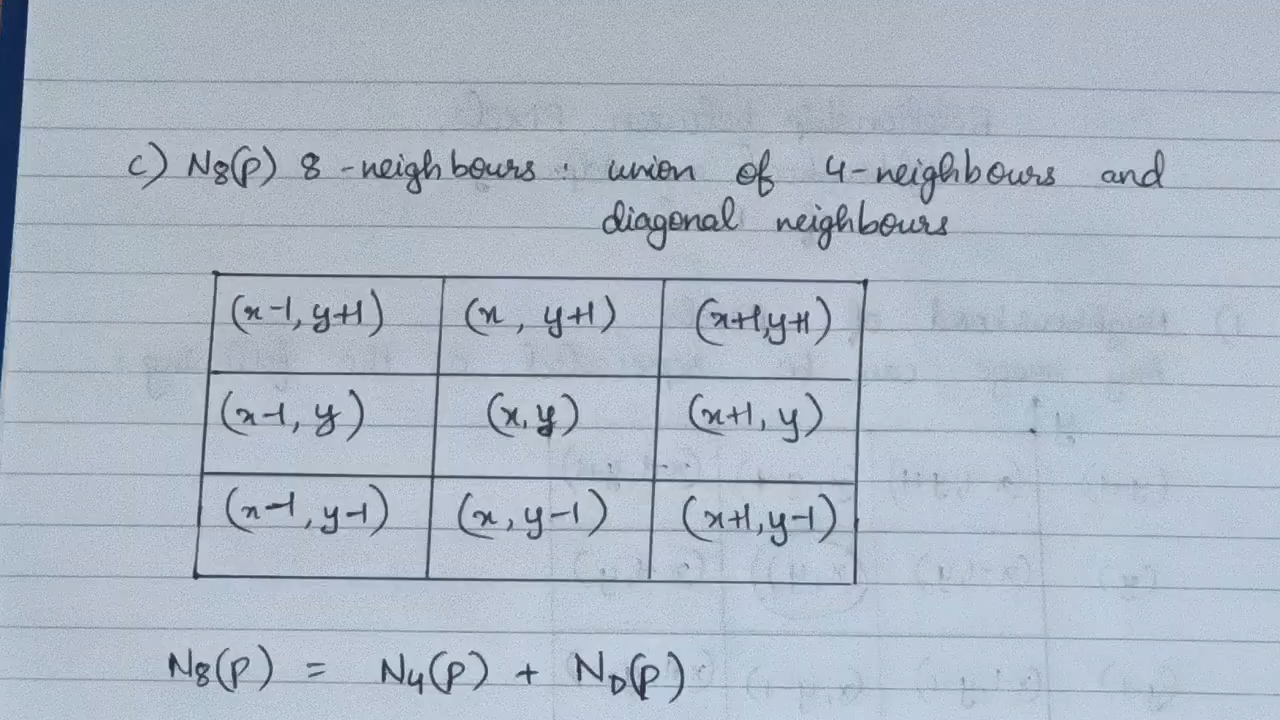 c) N8(p) 8-neighbours : union of 4-neighbours and
diagonal neighbours
(x-1, y+1) (x, y+1) (x+1, y+1)
(x-1, y) (x, y) (x+1, y)
(x-1, y-1) (x, y-1) (x+1, y-1)
N8(p) = N4(p) + ND(p)